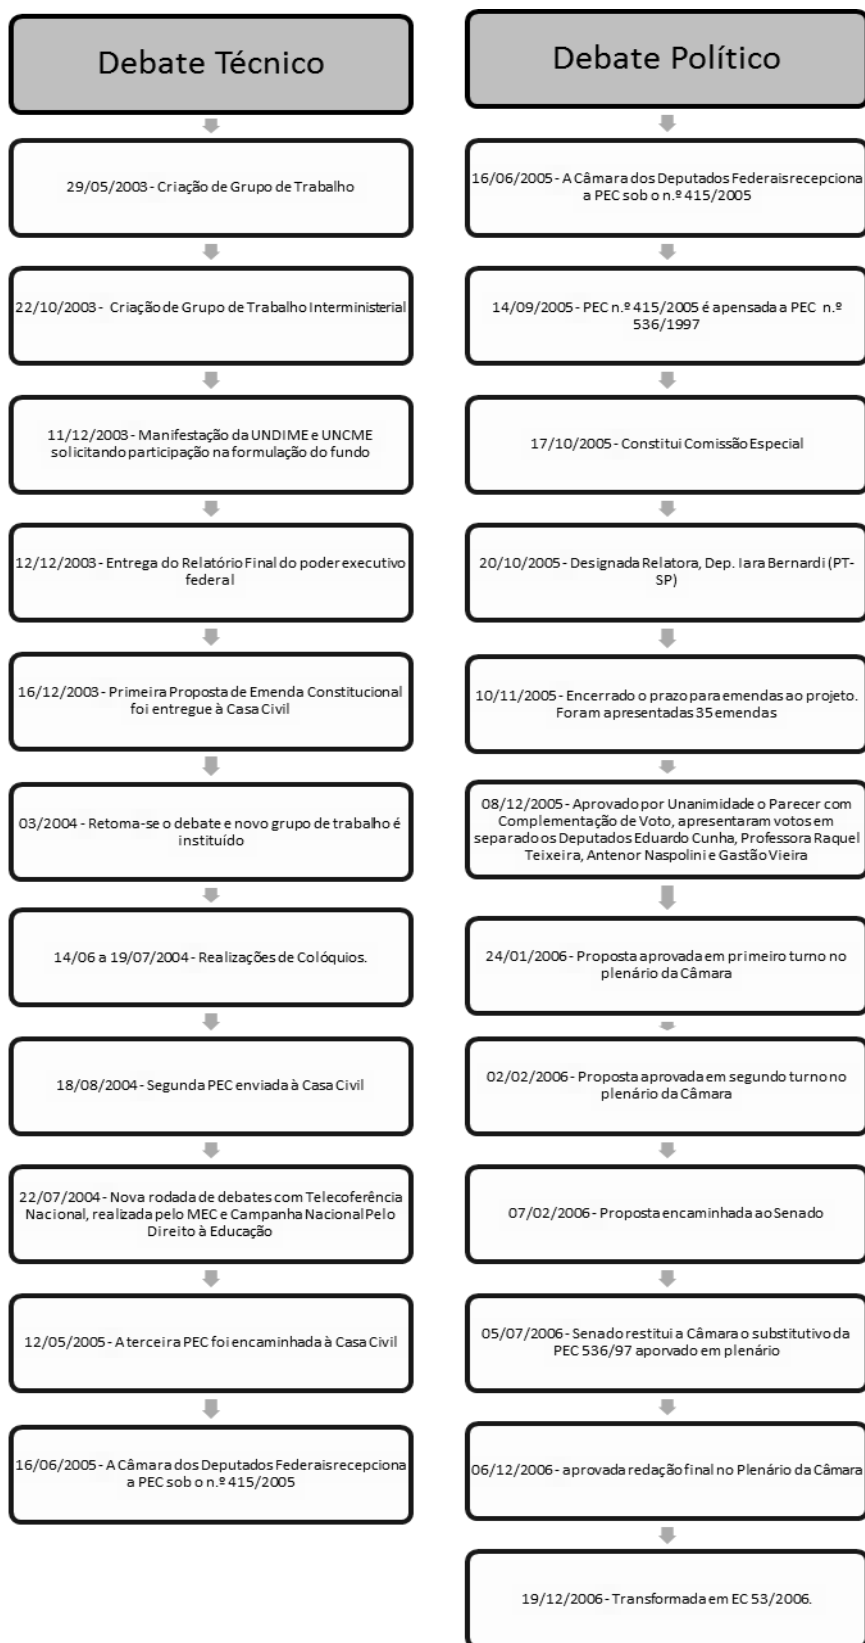 Debate Técnico
29/05/2003 - Criação de Grupo de Trabalho
22/10/2003 - Criação de Grupo de Trabalho Interministerial
11/12/2003 - Manifestação da UNDIME e UNCME
solicitando participação na formulação do fundo
12/12/2003 - Entrega do Relatório Final do poder executivo
federal
16/12/2003 - Primeira Proposta de Emenda Constitucional
foi entregue à Casa Civil
03/2004 - Retoma-se o debate e novo grupo de trabalho é
instituído
14/06 a 19/07/2004 - Realizações de Colóquios.
18/08/2004 - Segunda PEC enviada à Casa Civil
22/07/2004 - Nova rodada de debates com Telecoferência
Nacional, realizada pelo MEC e Campanha Nacional Pelo
Direito à Educação
12/05/2005 - A terceira PEC foi encaminhada à Casa Civil
16/06/2005 - A Câmara dos Deputados Federais recepciona
a PEC sob o n.º 415/2005
Debate Político
16/06/2005 - A Câmara dos Deputados Federais recepciona
a PEC sob o n.º 415/2005
14/09/2005 - PEC n.º 415/2005 é apensada a PEC n.º
536/1997
17/10/2005 - Constitui Comissão Especial
20/10/2005 - Designada Relatora, Dep. Iara Bernardi (PT-
SP)
10/11/2005 - Encerrado o prazo para emendas ao projeto.
Foram apresentadas 35 emendas
08/12/2005 - Aprovado por Unanimidade o Parecer com
Complementação de Voto, apresentaram votos em
separado os Deputados Eduardo Cunha, Professora Raquel
Teixeira, Antenor Naspolini e Gastão Vieira
24/01/2006 - Proposta aprovada em primeiro turno no
plenário da Câmara
02/02/2006 - Proposta aprovada em segundo turno no
plenário da Câmara
07/02/2006 - Proposta encaminhada ao Senado
05/07/2006 - Senado restitui a Câmara o substitutivo da
PEC 536/97 aporvado em plenário
06/12/2006 - aprovada redação final no Plenário da Câmara
19/12/2006 - Transformada em EC 53/2006.